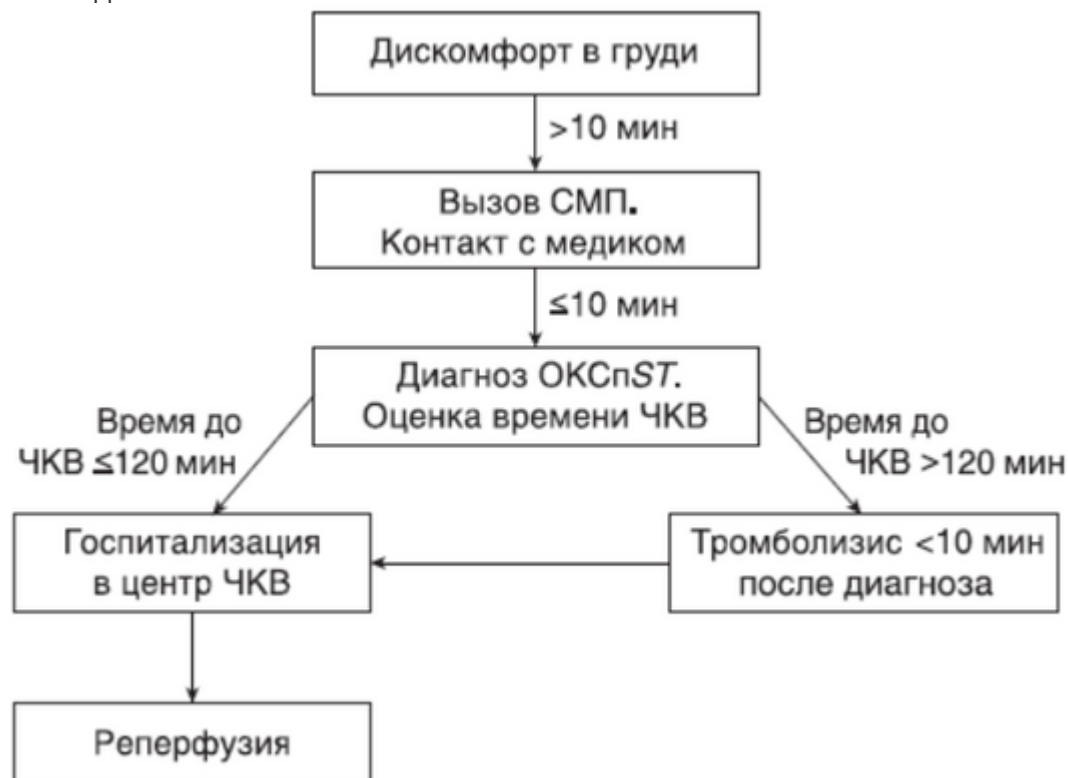 Дискомфорт в груди
>10 мин
Вызов СМП.
Контакт с медиком
≤10 мин
Диагноз ОКСпST.
Оценка времени ЧКВ
Время до
ЧКВ ≤120 мин
Время до
ЧКВ >120 мин
Госпитализация
в центр ЧКВ
Тромболизис <10 мин
после диагноза
Реперфузия